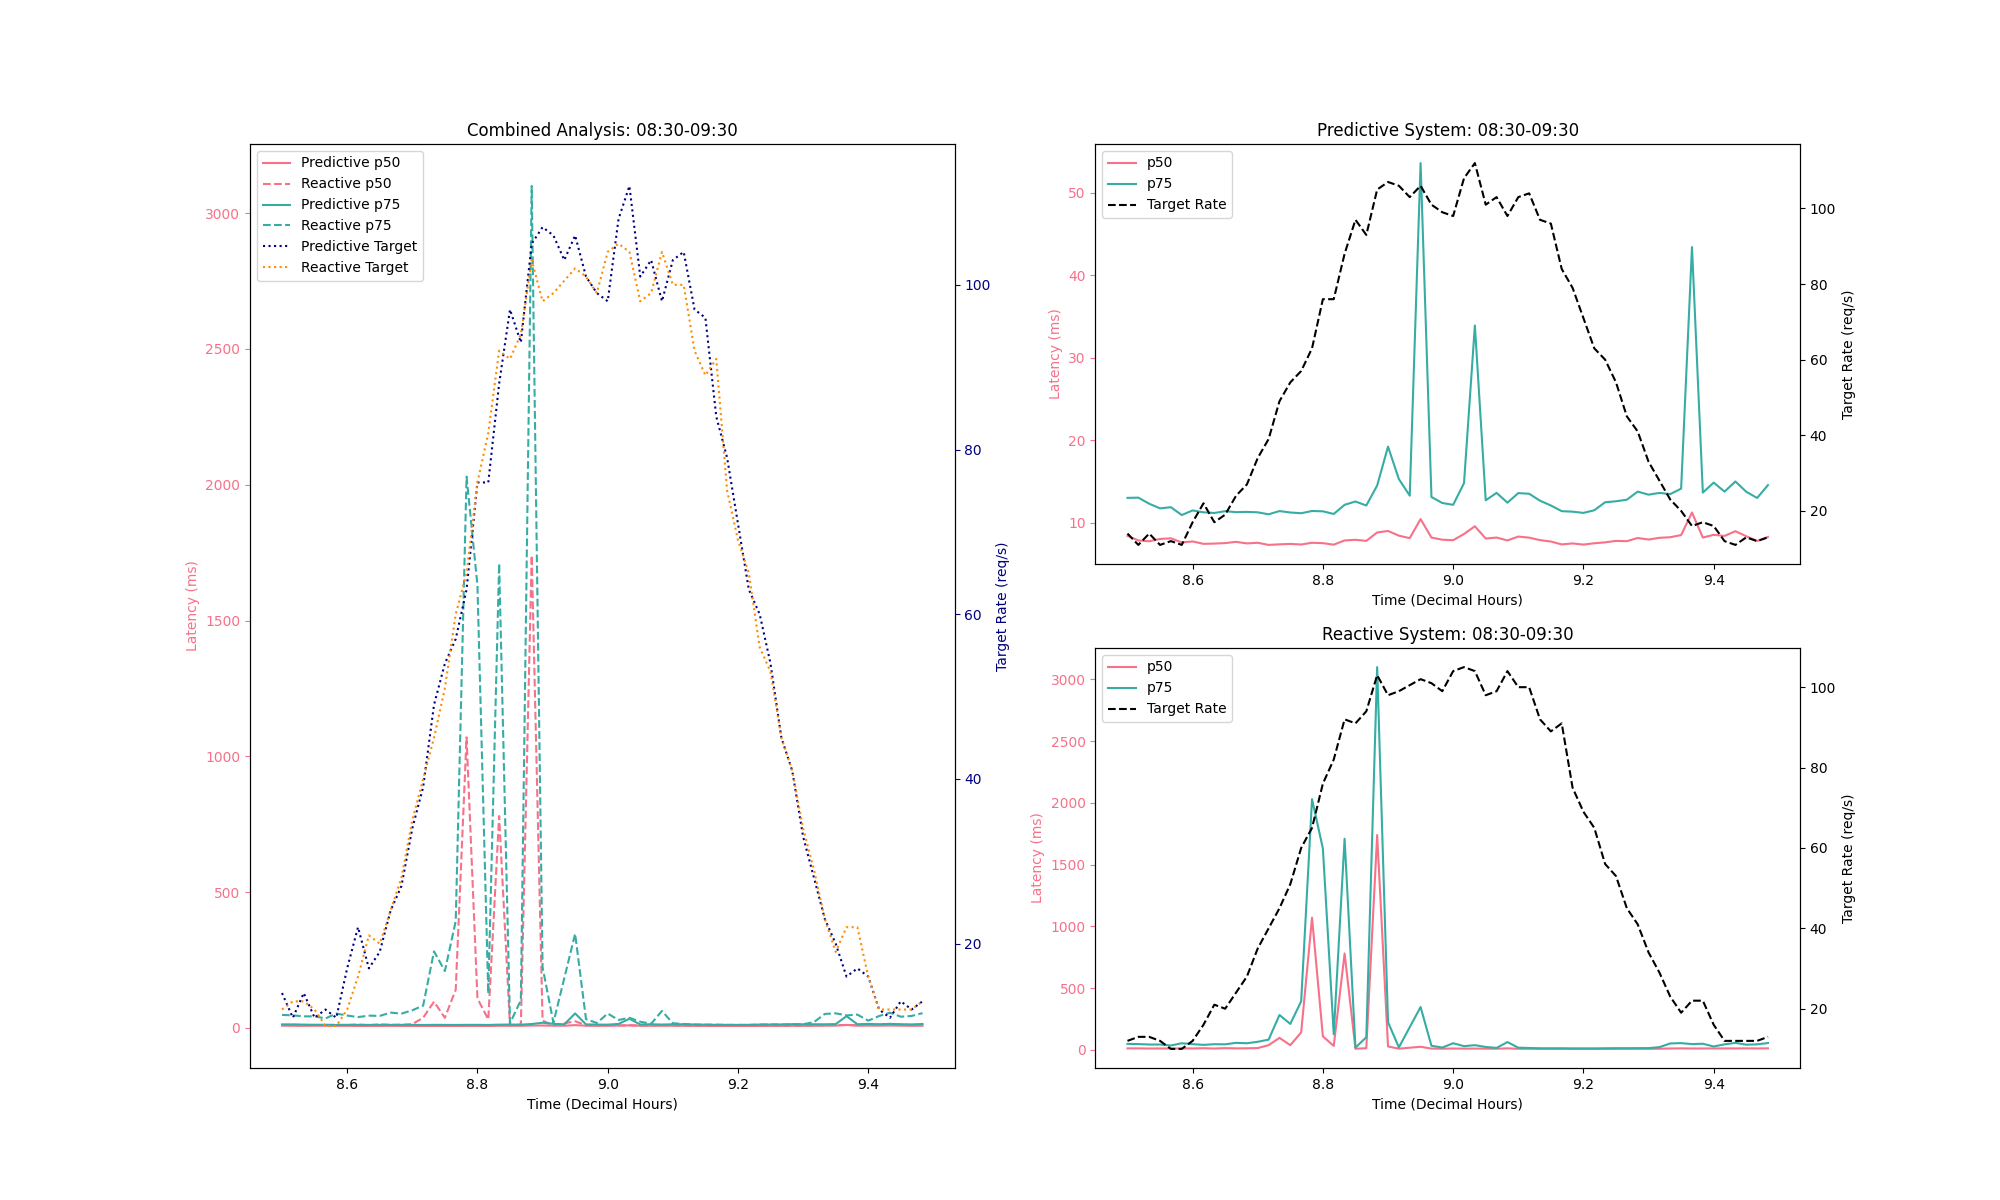 Combined Analysis: 08:30-09:30
Predictive p50
Reactive p50
Predictive p75
Reactive p75
Predictive Target
Reactive Target
3000
2500
2000
1500
1000
500
0
Latency (ms)
100
80
60
40
20
Target Rate (req/s)
8.6 8.8 9.0 9.2 9.4
Time (Decimal Hours)
Predictive System: 08:30-09:30
p50
p75
Target Rate
50
40
30
20
10
Latency (ms)
100
80
60
40
20
Target Rate (req/s)
8.6 8.8 9.0 9.2 9.4
Time (Decimal Hours)
Reactive System: 08:30-09:30
p50
p75
Target Rate
3000
2500
2000
1500
1000
500
0
Latency (ms)
100
80
60
40
20
Target Rate (req/s)
8.6 8.8 9.0 9.2 9.4
Time (Decimal Hours)